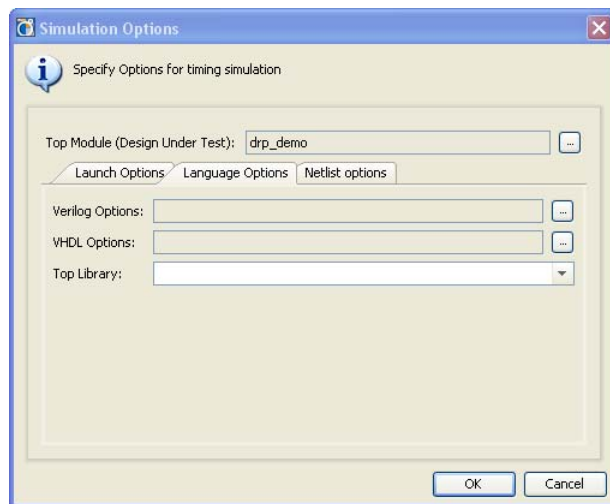 Simulation Options
Specify Options for timing simulation
Top Module (Design Under Test): drp_demo ...
Launch Options Language Options Netlist options
Verilog Options: ...
VHDL Options: ...
Top Library:
OK Cancel